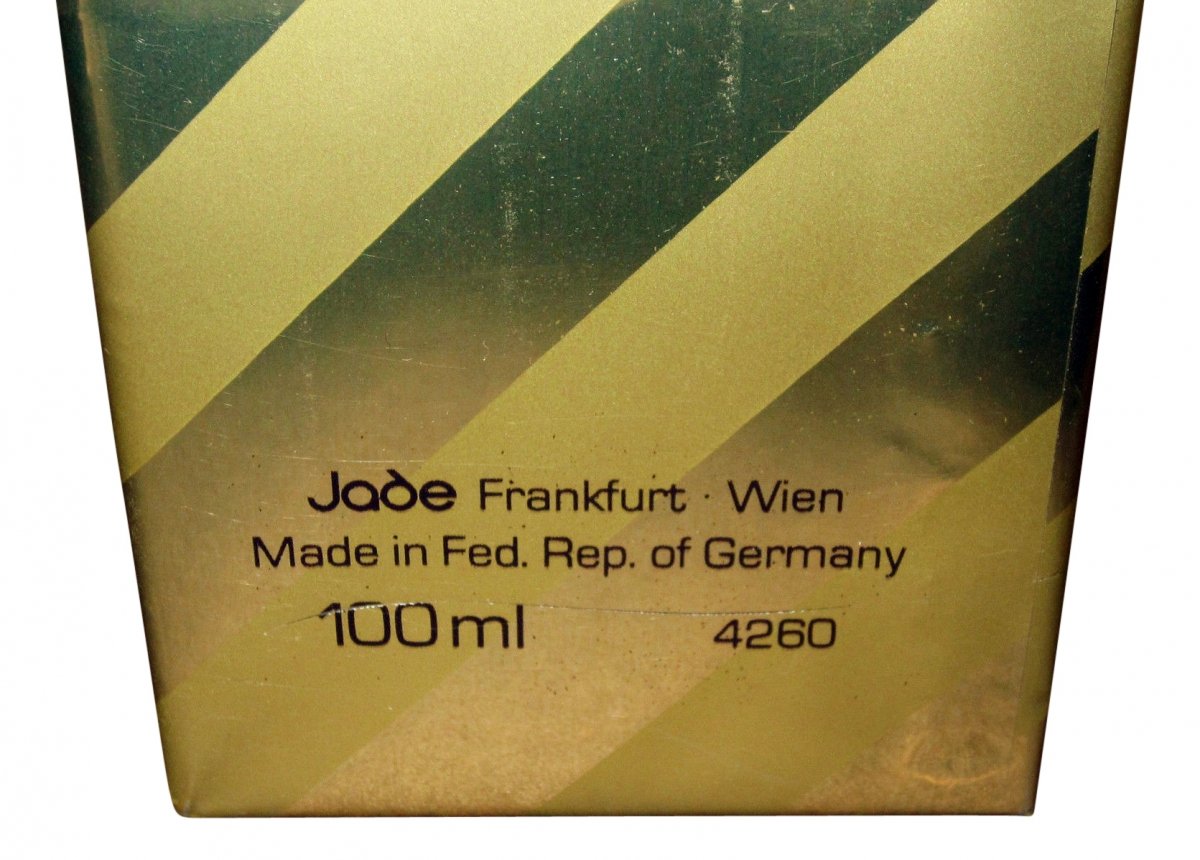 Jade Frankfurt · Wien
Made in Fed. Rep. of Germany
100 ml 4260